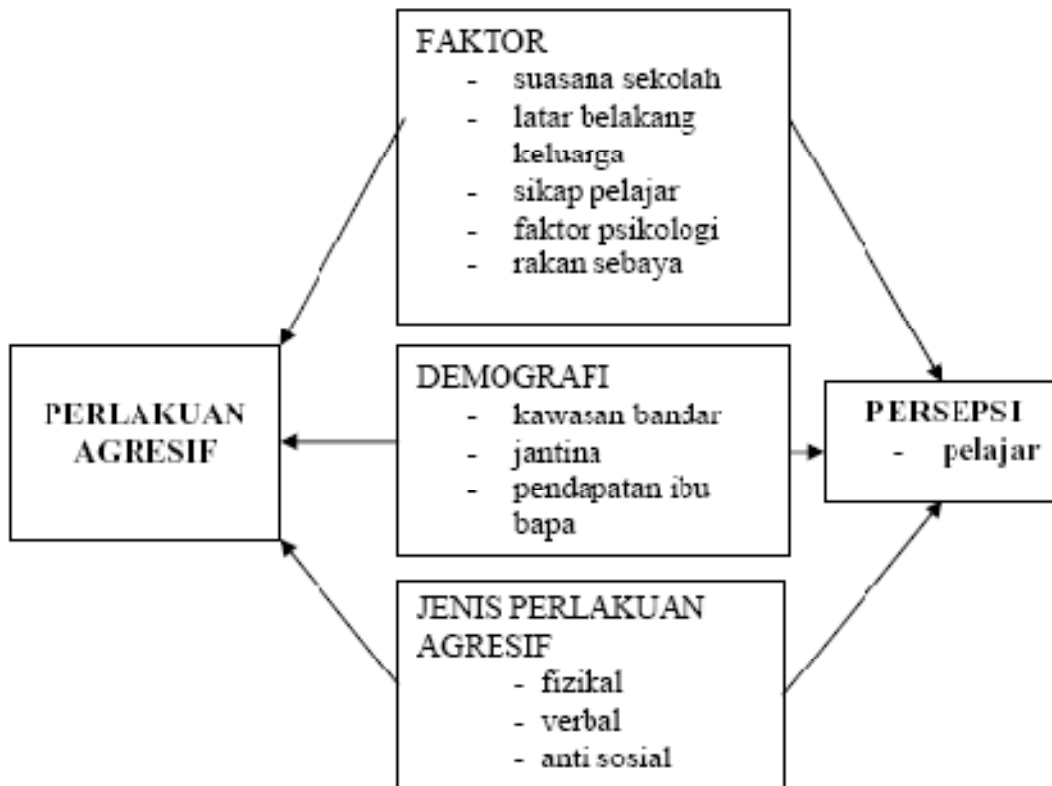 FAKTOR
- suasana sekolah
- latar belakang
keluarga
- sikap pelajar
- faktor psikologi
- rakan sebaya
PERLAKUAN
AGRESIF
DEMOGRAFI
- kawasan bandar
- jantina
- pendapatan ibu
bapa
PERSEPSI
- pelajar
JENIS PERLAKUAN
AGRESIF
- fizikal
- verbal
- anti sosial